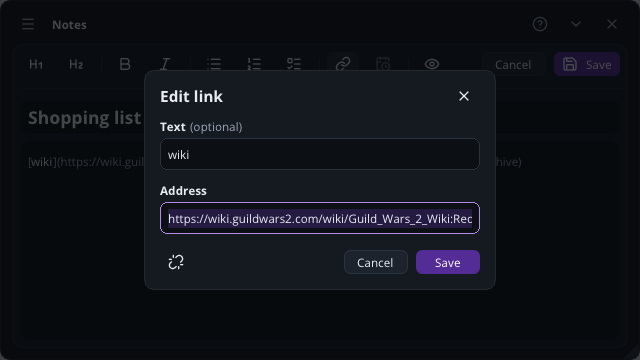 Notes
H1 H2 B I Cancel Save
Shopping list
[wiki](https://wiki.guil hive)
Edit link
Text (optional)
wiki
Address
https://wiki.guildwars2.com/wiki/Guild_Wars_2_Wiki:Rec
Cancel Save